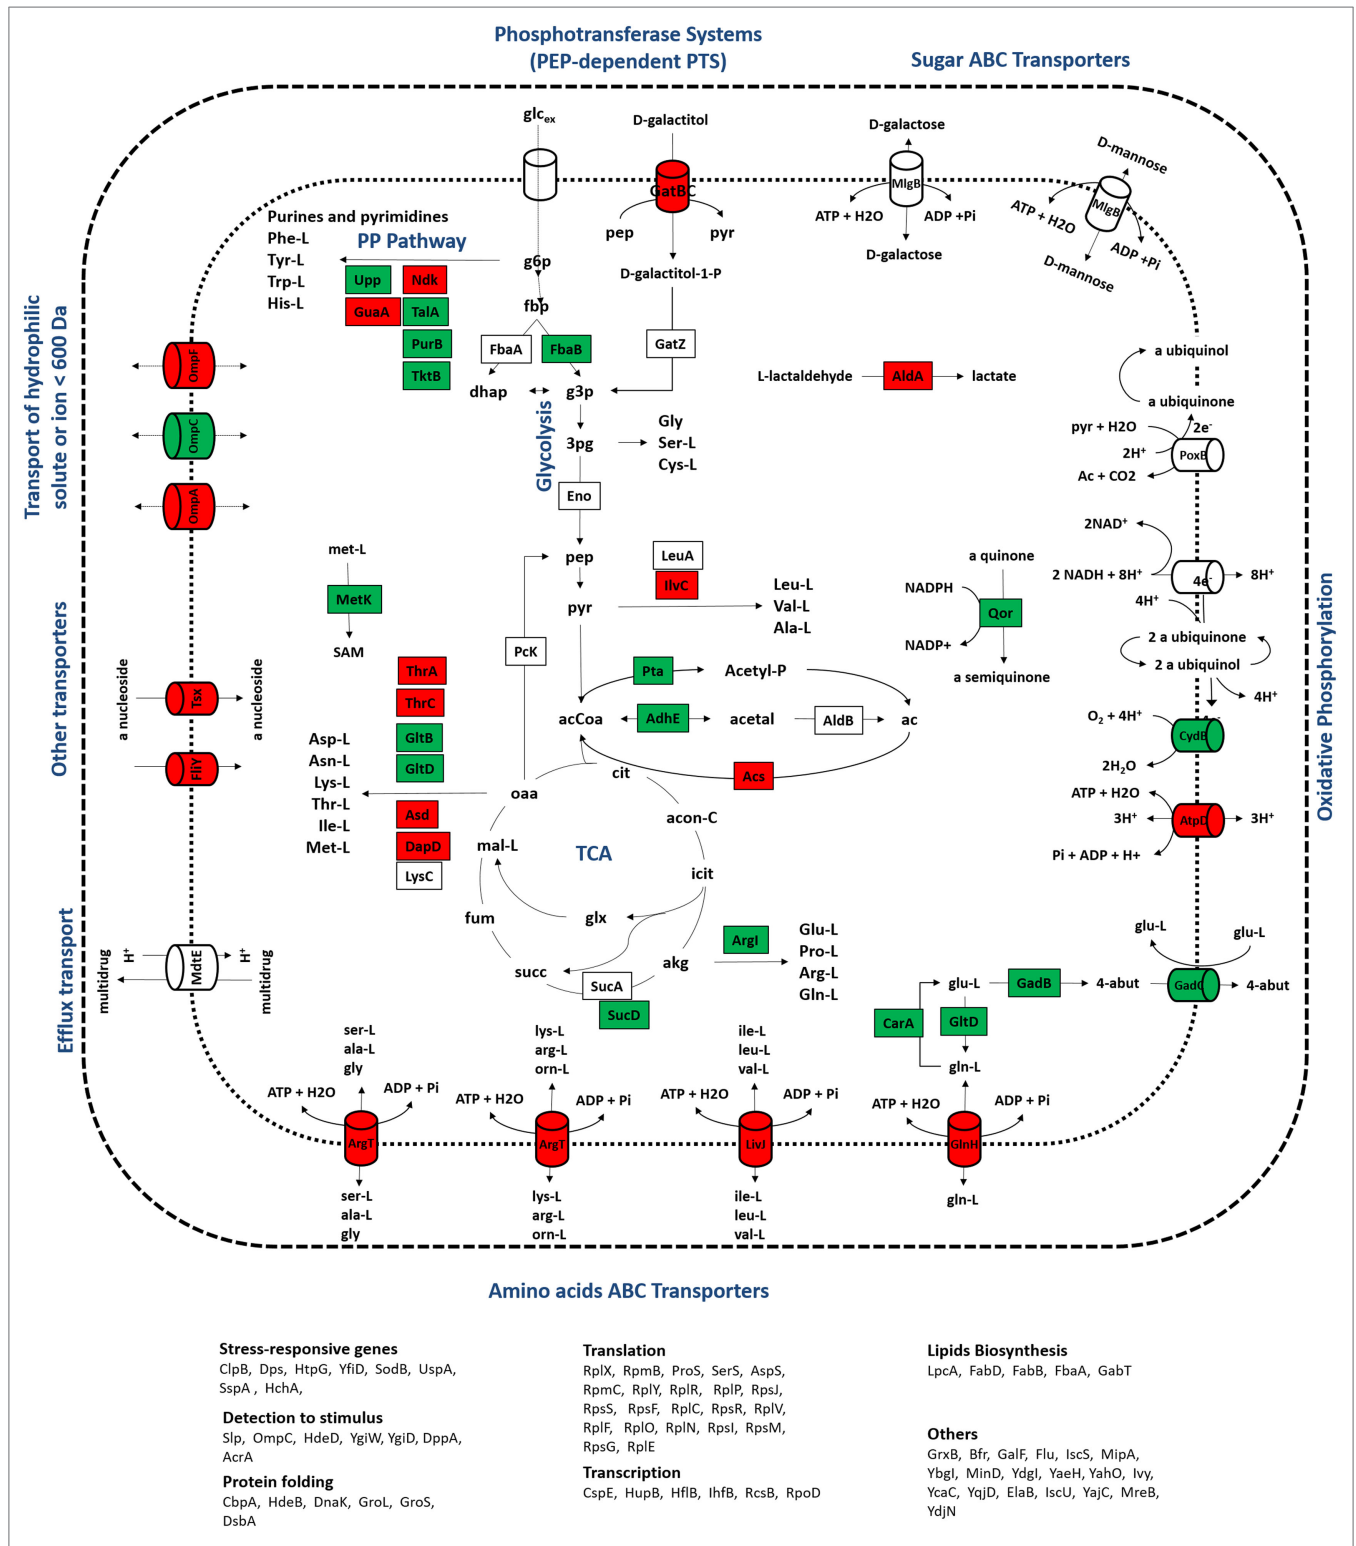 Phosphotransferase Systems
(PEP-dependent PTS)
Sugar ABC Transporters
glc_ex
D-galactitol
GatBC
pep
pyr
D-galactitol-1-P
GatZ
D-galactose
MlgB
ATP + H2O
ADP +Pi
D-galactose
D-mannose
MlgB
ATP + H2O
ADP +Pi
D-mannose
Purines and pyrimidines
Phe-L
Tyr-L
Trp-L
His-L
PP Pathway
Upp
Ndk
GuaA
TalA
PurB
TktB
g6p
fbp
FbaA
FbaB
dhap
g3p
Glycolysis
3pg
Gly
Ser-L
Cys-L
Eno
pep
pyr
LeuA
IlvC
Leu-L
Val-L
Ala-L
PcK
L-lactaldehyde
AldA
lactate
a ubiquinol
a ubiquinone
pyr + H2O
2e-
2H+
PoxB
Ac + CO2
2NAD+
2 NADH + 8H+
4e-
8H+
4H+
2 a ubiquinone
2 a ubiquinol
4H+
O2 + 4H+
CydB
2H2O
ATP + H2O
3H+
AtpD
3H+
Pi + ADP + H+
Oxidative Phosphorylation
a quinone
NADPH
Qor
NADP+
a semiquinone
Transport of hydrophilic
solute or ion < 600 Da
OmpF
OmpC
OmpA
Other transporters
a nucleoside
Tsx
a nucleoside
FliY
Efflux transport
multidrug
H+
MdtE
H+
multidrug
met-L
MetK
SAM
ThrA
ThrC
GltB
GltD
Asd
DapD
LysC
Asp-L
Asn-L
Lys-L
Thr-L
Ile-L
Met-L
acCoa
Pta
Acetyl-P
AdhE
acetal
AldB
ac
Acs
oaa
cit
acon-C
mal-L
TCA
icit
fum
glx
succ
akg
SucA
SucD
ArgI
Glu-L
Pro-L
Arg-L
Gln-L
glu-L
glu-L
glu-L
GadB
4-abut
GadC
4-abut
CarA
GltD
gln-L
ser-L
ala-L
gly
ATP + H2O
ADP + Pi
ArgT
ser-L
ala-L
gly
lys-L
arg-L
orn-L
ATP + H2O
ADP + Pi
ArgT
lys-L
arg-L
orn-L
ile-L
leu-L
val-L
ATP + H2O
ADP + Pi
LivJ
ile-L
leu-L
val-L
ATP + H2O
ADP + Pi
GlnH
gln-L
Amino acids ABC Transporters
Stress-responsive genes
ClpB, Dps, HtpG, YfiD, SodB, UspA,
SspA , HchA,
Detection to stimulus
Slp, OmpC, HdeD, YgiW, YgiD, DppA,
AcrA
Protein folding
CbpA, HdeB, DnaK, GroL, GroS,
DsbA
Translation
RplX, RpmB, ProS, SerS, AspS,
RpmC, RplY, RplR, RplP, RpsJ,
RpsS, RpsF, RplC, RpsR, RplV,
RplF, RplO, RplN, RpsI, RpsM,
RpsG, RplE
Transcription
CspE, HupB, HflB, IhfB, RcsB, RpoD
Lipids Biosynthesis
LpcA, FabD, FabB, FbaA, GabT
Others
GrxB, Bfr, GalF, Flu, IscS, MipA,
YbgI, MinD, YdgI, YaeH, YahO, Ivy,
YcaC, YqjD, ElaB, IscU, YajC, MreB,
YdjN